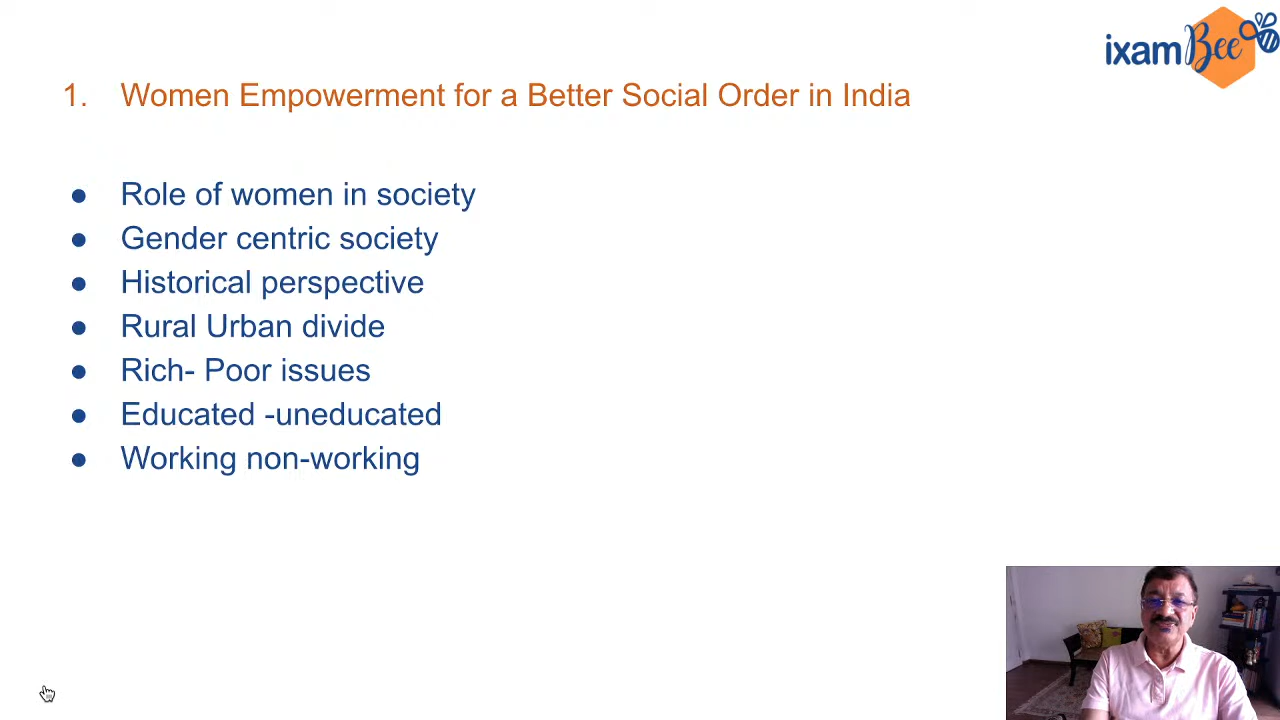 ixamBee
1. Women Empowerment for a Better Social Order in India
● Role of women in society
● Gender centric society
● Historical perspective
● Rural Urban divide
● Rich- Poor issues
● Educated -uneducated
● Working non-working